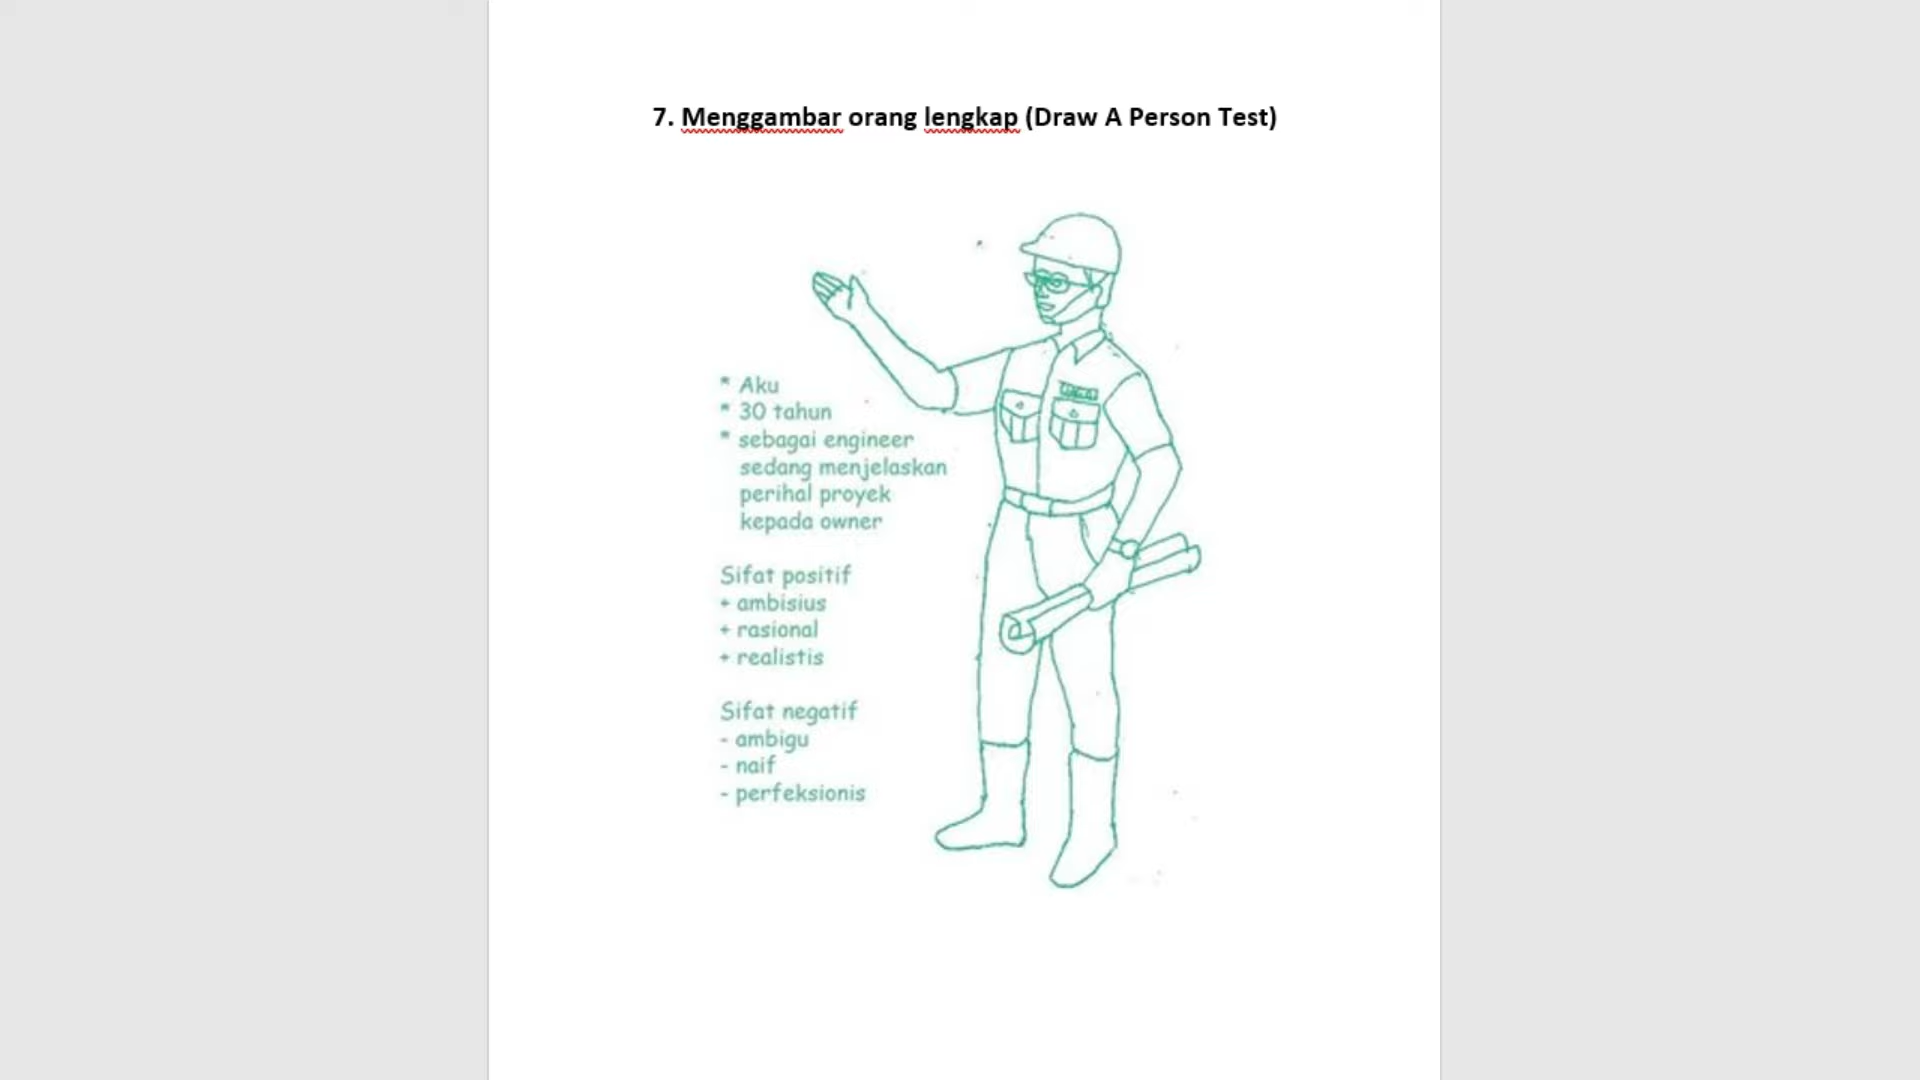 7. Menggambar orang lengkap (Draw A Person Test)
* Aku
* 30 tahun
* sebagai engineer
sedang menjelaskan
perihal proyek
kepada owner
Sifat positif
+ ambisius
+ rasional
+ realistis
Sifat negatif
- ambigu
- naif
- perfeksionis